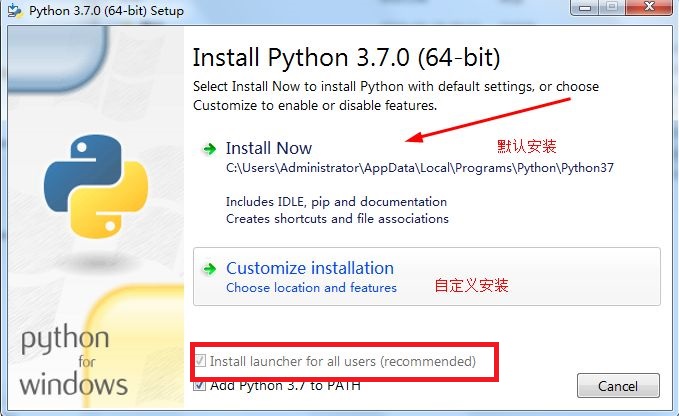 Python 3.7.0 (64-bit) Setup
Install Python 3.7.0 (64-bit)
Select Install Now to install Python with default settings, or choose
Customize to enable or disable features.
Install Now
默认安装
C:\Users\Administrator\AppData\Local\Programs\Python\Python37
Includes IDLE, pip and documentation
Creates shortcuts and file associations
Customize installation
Choose location and features
自定义安装
python
for
windows
Install launcher for all users (recommended)
Add Python 3.7 to PATH
Cancel